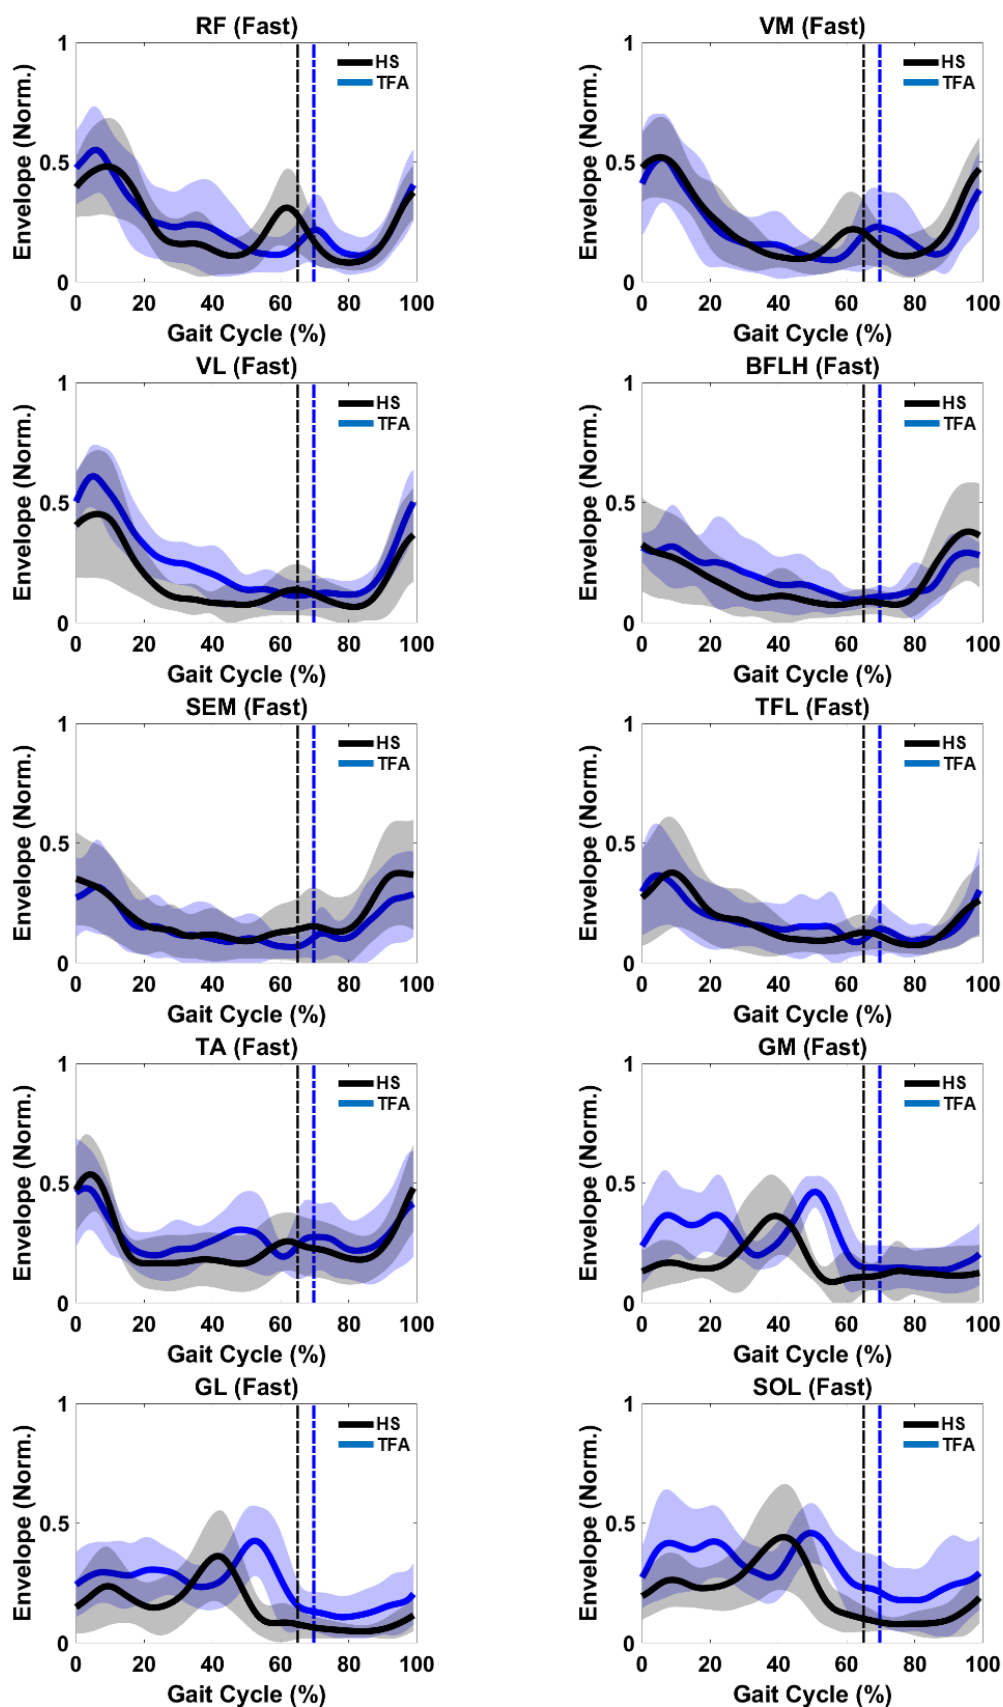 RF (Fast)
1
0.5
0
Envelope (Norm.)
HS
TFA
0 20 40 60 80 100
Gait Cycle (%)
VM (Fast)
1
0.5
0
Envelope (Norm.)
HS
TFA
0 20 40 60 80 100
Gait Cycle (%)
VL (Fast)
1
0.5
0
Envelope (Norm.)
HS
TFA
0 20 40 60 80 100
Gait Cycle (%)
BFLH (Fast)
1
0.5
0
Envelope (Norm.)
HS
TFA
0 20 40 60 80 100
Gait Cycle (%)
SEM (Fast)
1
0.5
0
Envelope (Norm.)
HS
TFA
0 20 40 60 80 100
Gait Cycle (%)
TFL (Fast)
1
0.5
0
Envelope (Norm.)
HS
TFA
0 20 40 60 80 100
Gait Cycle (%)
TA (Fast)
1
0.5
0
Envelope (Norm.)
HS
TFA
0 20 40 60 80 100
Gait Cycle (%)
GM (Fast)
1
0.5
0
Envelope (Norm.)
HS
TFA
0 20 40 60 80 100
Gait Cycle (%)
GL (Fast)
1
0.5
0
Envelope (Norm.)
HS
TFA
0 20 40 60 80 100
Gait Cycle (%)
SOL (Fast)
1
0.5
0
Envelope (Norm.)
HS
TFA
0 20 40 60 80 100
Gait Cycle (%)